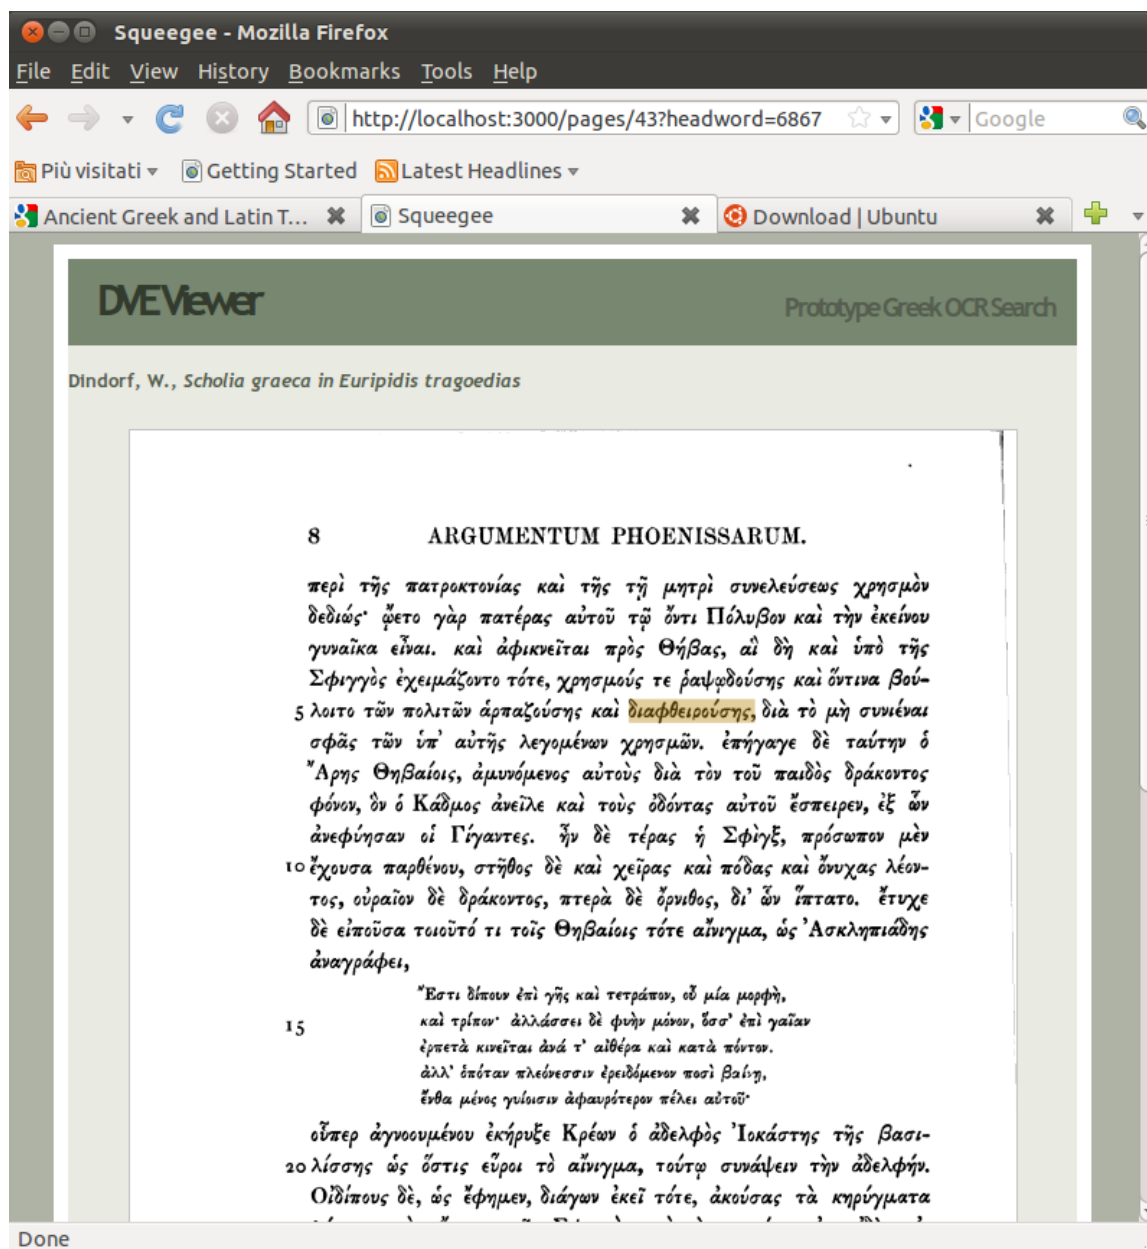 Squeegee - Mozilla Firefox
File Edit View History Bookmarks Tools Help
http://localhost:3000/pages/43?headword=6867 Google
Più visitati Getting Started Latest Headlines
Ancient Greek and Latin T... Squeegee Download | Ubuntu
DVE Viewer Prototype Greek OCR Search
Dindorf, W., Scholia graeca in Euripidis tragoedias
8 ARGUMENTUM PHOENISSARUM.
περὶ τῆς πατροκτονίας καὶ τῆς τῇ μητρὶ συνελεύσεως χρησμὸν
δεδιώς· ᾤετο γὰρ πατέρας αὐτοῦ τῷ ὄντι Πόλυβον καὶ τὴν ἐκείνου
γυναῖκα εἶναι. καὶ ἀφικνεῖται πρὸς Θήβας, αἳ δὴ καὶ ὑπὸ τῆς
Σφιγγὸς ἐχειμάζοντο τότε, χρησμούς τε ῥαψῳδούσης καὶ ὅντινα βού-
5 λοιτο τῶν πολιτῶν ἁρπαζούσης καὶ διαφθειρούσης, διὰ τὸ μὴ συνιέναι
σφᾶς τῶν ὑπ' αὐτῆς λεγομένων χρησμῶν. ἐπήγαγε δὲ ταύτην ὁ
Ἄρης Θηβαίοις, ἀμυνόμενος αὐτοὺς διὰ τὸν τοῦ παιδὸς δράκοντος
φόνον, ὃν ὁ Κάδμος ἀνεῖλε καὶ τοὺς ὀδόντας αὐτοῦ ἔσπειρεν, ἐξ ὧν
ἀνεφύησαν οἱ Γίγαντες. ἦν δὲ τέρας ἡ Σφὶγξ, πρόσωπον μὲν
10 ἔχουσα παρθένου, στῆθος δὲ καὶ χεῖρας καὶ πόδας καὶ ὄνυχας λέον-
τος, οὐραῖον δὲ δράκοντος, πτερὰ δὲ ὄρνιθος, δι' ὧν ἵπτατο. ἔτυχε
δὲ εἰποῦσα τοιοῦτό τι τοῖς Θηβαίοις τότε αἴνιγμα, ὡς Ἀσκληπιάδης
ἀναγράφει,
Ἔστι δίπουν ἐπὶ γῆς καὶ τετράπον, οὗ μία μορφὴ,
15 καὶ τρίπον· ἀλλάσσει δὲ φυὴν μόνον, ὅσσ' ἐπὶ γαῖαν
ἑρπετὰ κινεῖται ἀνά τ' αἰθέρα καὶ κατὰ πόντον.
ἀλλ' ὁπόταν πλεόνεσσιν ἐρειδόμενον ποσὶ βαίνῃ,
ἔνθα μένος γυίοισιν ἀφαυρότερον πέλει αὐτοῦ·
οὗπερ ἀγνοουμένου ἐκήρυξε Κρέων ὁ ἀδελφὸς Ἰοκάστης τῆς βασι-
20 λίσσης ὡς ὅστις εὕροι τὸ αἴνιγμα, τούτῳ συνάψειν τὴν ἀδελφήν.
Οἰδίπους δὲ, ὡς ἔφημεν, διάγων ἐκεῖ τότε, ἀκούσας τὰ κηρύγματα
Done